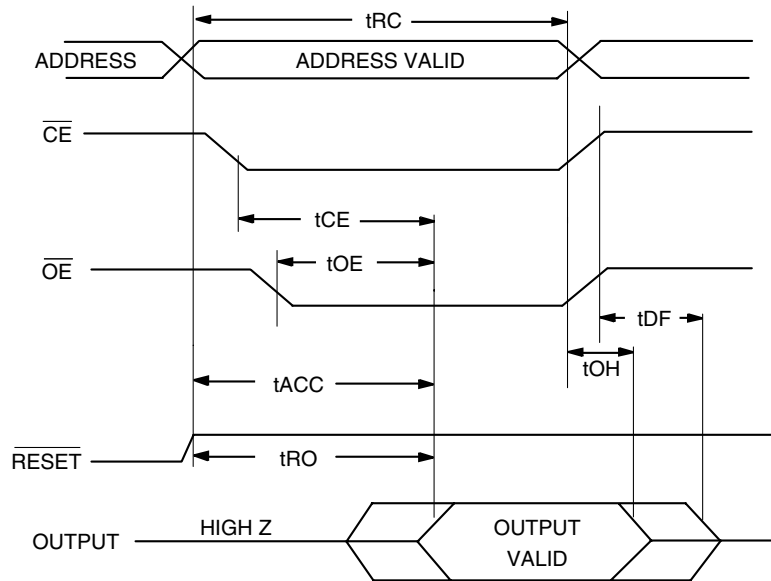 tRC
ADDRESS
ADDRESS VALID
CE
tCE
tOE
OE
tDF
tOH
tACC
RESET
tRO
HIGH Z
OUTPUT
OUTPUT
VALID